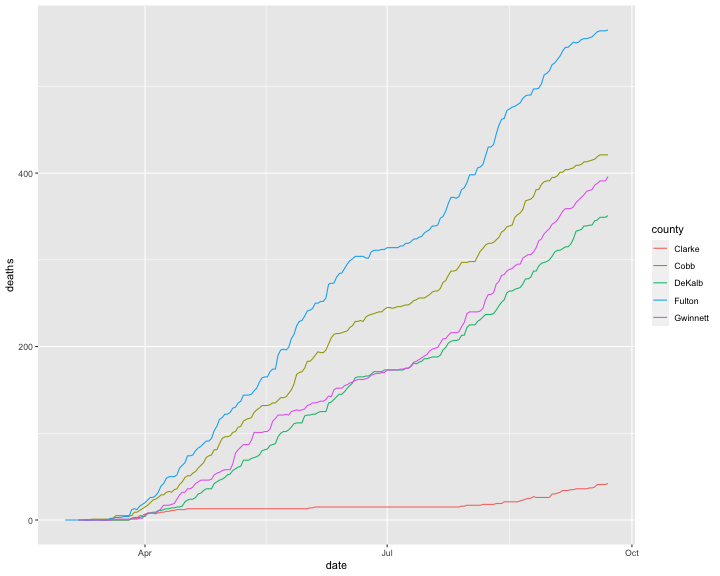 deaths
400
200
0
Apr
Jul
Oct
date
county
Clarke
Cobb
DeKalb
Fulton
Gwinnett